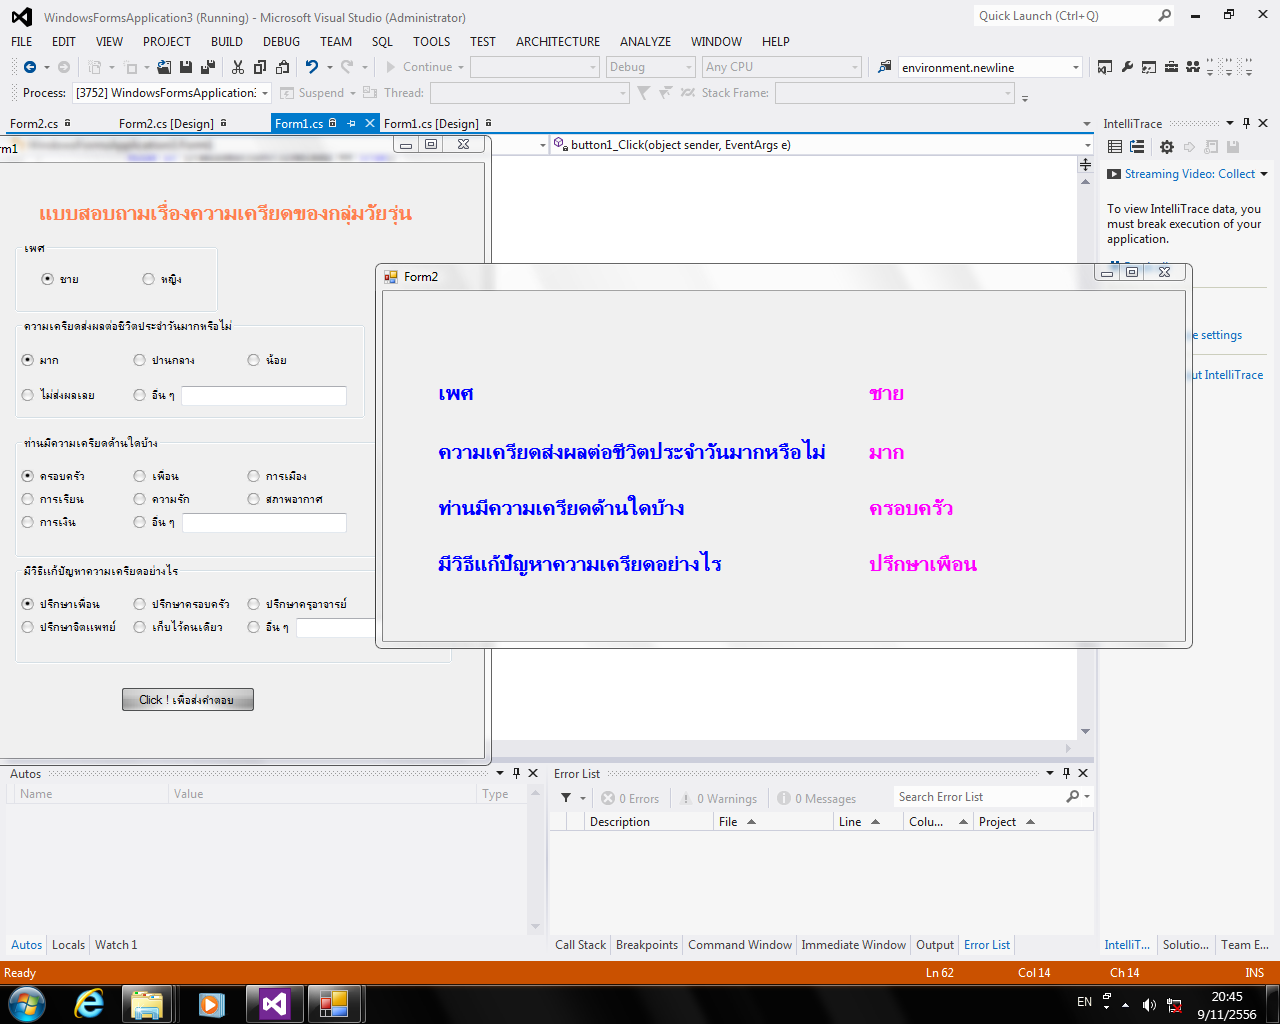 WindowsFormsApplication3 (Running) - Microsoft Visual Studio (Administrator)
Quick Launch (Ctrl+Q)
FILE EDIT VIEW PROJECT BUILD DEBUG TEAM SQL TOOLS TEST ARCHITECTURE ANALYZE WINDOW HELP
Continue Debug Any CPU environment.newline
Process: [3752] WindowsFormsApplication: Suspend Thread: Stack Frame:
Form2.cs Form2.cs [Design] Form1.cs Form1.cs [Design]
IntelliTrace
rm1
button1_Click(object sender, EventArgs e)
Streaming Video: Collect
To view IntelliTrace data, you
must break execution of your
application.
e settings
ut IntelliTrace
แบบสอบถามเรื่องความเครียดของกลุ่มวัยรุ่น
เพศ
ชาย หญิง
ความเครียดส่งผลต่อชีวิตประจำวันมากหรือไม่
มาก ปานกลาง น้อย
ไม่ส่งผลเลย อื่น ๆ
ท่านมีความเครียดด้านใดบ้าง
ครอบครัว เพื่อน การเมือง
การเรียน ความรัก สภาพอากาศ
การเงิน อื่น ๆ
มีวิธีแก้ปัญหาความเครียดอย่างไร
ปรึกษาเพื่อน ปรึกษาครอบครัว ปรึกษาครูอาจารย์
ปรึกษาจิตแพทย์ เก็บไว้คนเดียว อื่น ๆ
Click ! เพื่อส่งคำตอบ
Form2
เพศ ชาย
ความเครียดส่งผลต่อชีวิตประจำวันมากหรือไม่ มาก
ท่านมีความเครียดด้านใดบ้าง ครอบครัว
มีวิธีแก้ปัญหาความเครียดอย่างไร ปรึกษาเพื่อน
Autos
Name Value Type
Error List
0 Errors 0 Warnings 0 Messages Search Error List
Description File Line Colu... Project
Autos Locals Watch 1
Call Stack Breakpoints Command Window Immediate Window Output Error List
IntelliT... Solutio... Team E...
Ready Ln 62 Col 14 Ch 14 INS
EN 20:45
9/11/2556